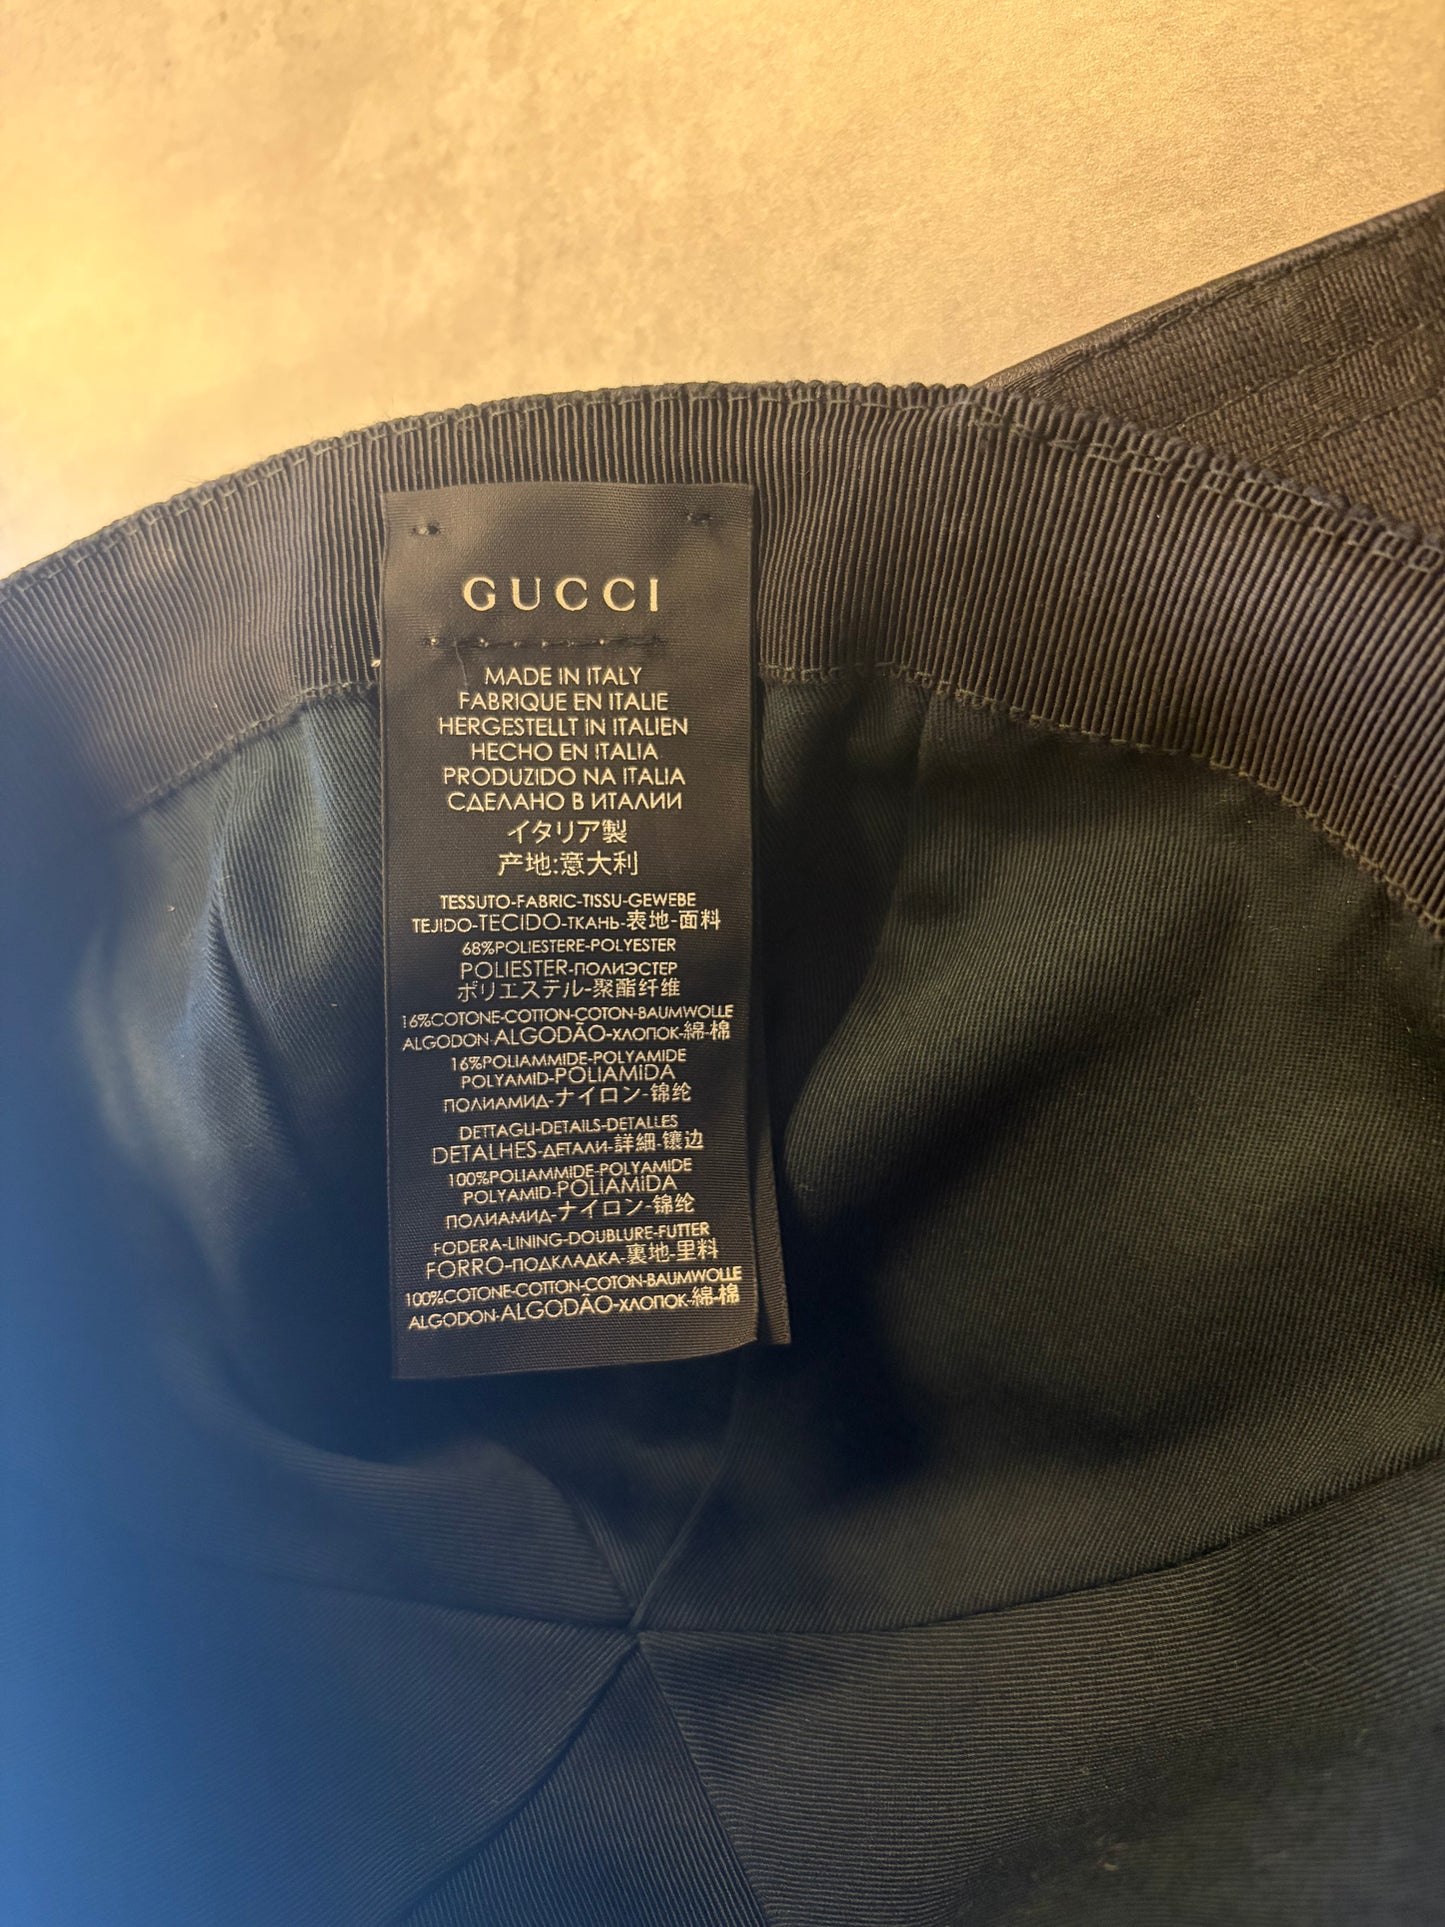 GUCCI
MADE IN ITALY
FABRIQUE EN ITALIE
HERGESTELLT IN ITALIEN
HECHO EN ITALIA
PRODUZIDO NA ITALIA
СДЕЛАНО В ИТАЛИИ
イタリア製
产地:意大利
TESSUTO-FABRIC-TISSU-GEWEBE
TEJIDO-TECIDO-ТКАНЬ-表地-面料
68%POLIESTERE-POLYESTER
POLIESTER-ПОЛИЭСТЕР
ポリエステル-聚酯纤维
16%COTONE-COTTON-COTON-BAUMWOLLE
ALGODON-ALGODÃO-ХЛОПОК-綿-棉
16%POLIAMMIDE-POLYAMIDE
POLYAMID-POLIAMiDA
ПОЛИАМИД-ナイロン-锦纶
DETTAGLI-DETAILS-DETALLES
DETALHES-ДЕТАЛИ-詳細-镶边
100%POLIAMMIDE-POLYAMIDE
POLYAMID-POLIAMiDA
ПОЛИАМИД-ナイロン-锦纶
FODERA-LINING-DOUBLURE-FUTTER
FORRO-ПОДКЛАДКА-裏地-里料
100%COTONE-COTTON-COTON-BAUMWOLLE
ALGODON-ALGODÃO-ХЛОПОК-綿-棉